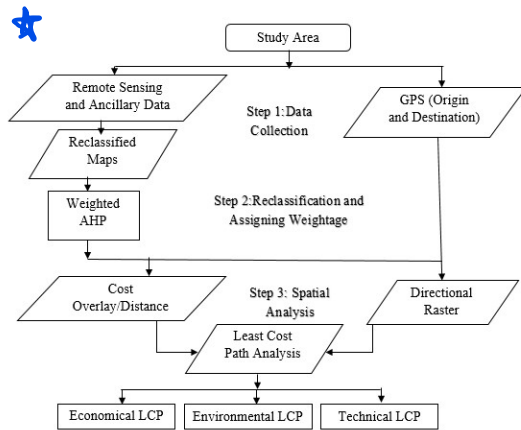 Study Area
Remote Sensing
and Ancillary Data
GPS (Origin
and Destination)
Step 1:Data
Collection
Reclassified
Maps
Weighted
AHP
Step 2:Reclassification and
Assigning Weightage
Cost
Overlay/Distance
Step 3: Spatial
Analysis
Directional
Raster
Least Cost
Path Analysis
Economical LCP
Environmental LCP
Technical LCP